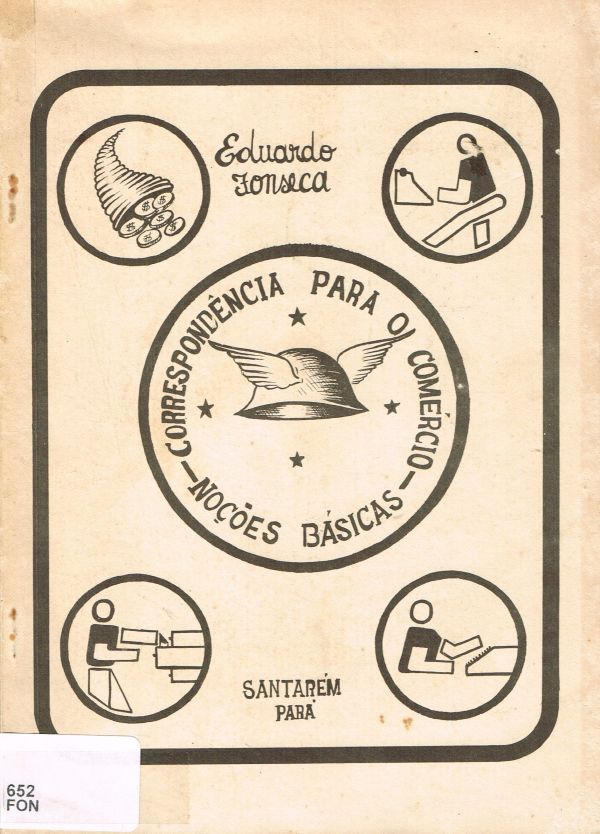 Eduardo
Fonseca
CORRESPONDÊNCIA PARA O COMÉRCIO
— NOÇÕES BÁSICAS —
SANTARÉM
PARÁ
652
FON